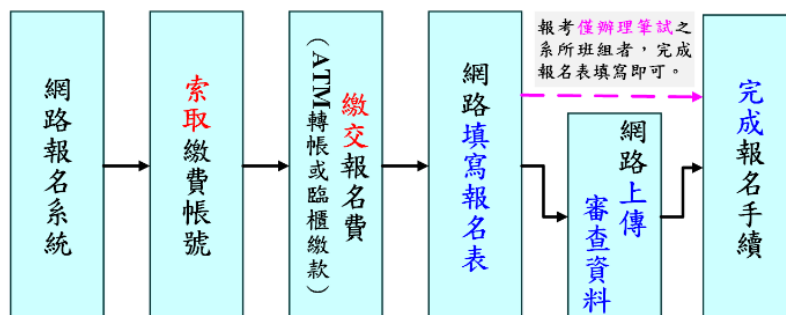 網路報名系統
索取繳費帳號
繳交報名費
(ATM轉帳或臨櫃繳款)
網路填寫報名表
報考僅辦理筆試之
系所班組者，完成
報名表填寫即可。
網路上傳
審查資料
完成報名手續